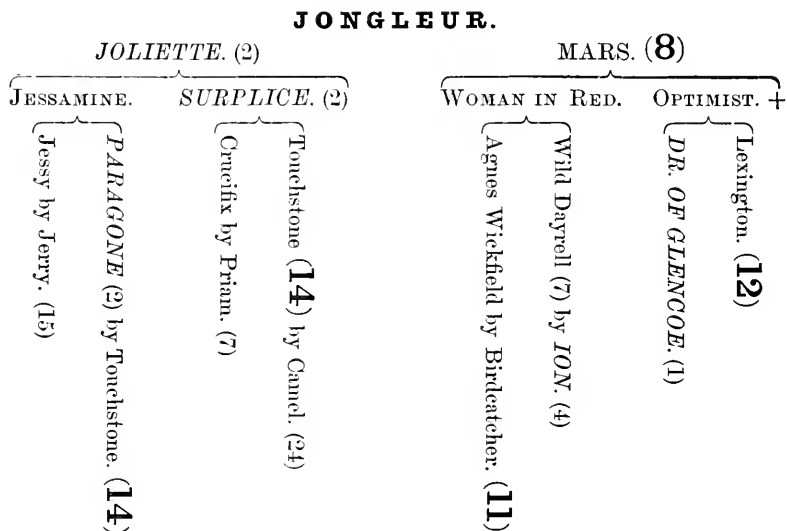 JONGLEUR.
JOLIETTE. (2)
MARS. (8)
JESSAMINE.
SURPLICE. (2)
WOMAN IN RED.
OPTIMIST. +
Jessy by Jerry. (15)
PARAGONE (2) by Touchstone. (14)
Crucifix by Priam. (7)
Touchstone (14) by Camel. (24)
Agnes Wickfield by Birdcatcher. (11)
Wild Dayrell (7) by ION. (4)
DR. OF GLENCOE. (1)
Lexington. (12)